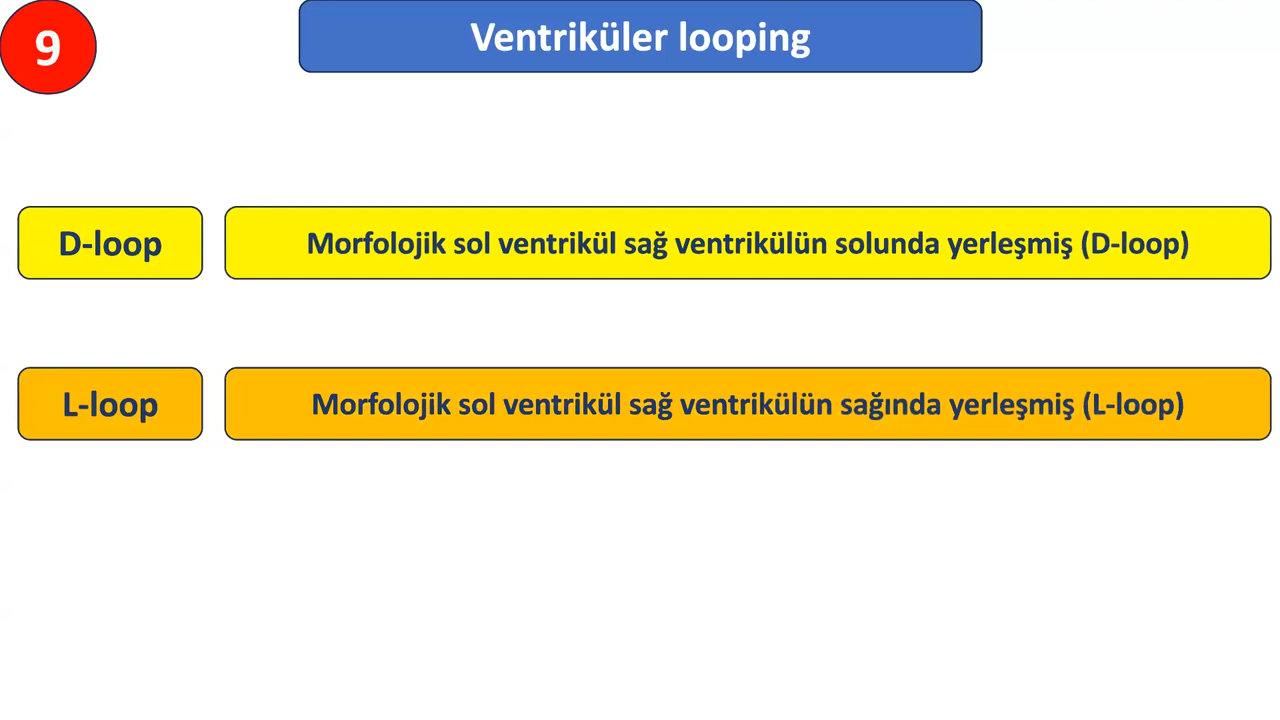 9
Ventriküler looping
D-loop
Morfolojik sol ventrikül sağ ventrikülün solunda yerleşmiş (D-loop)
L-loop
Morfolojik sol ventrikül sağ ventrikülün sağında yerleşmiş (L-loop)